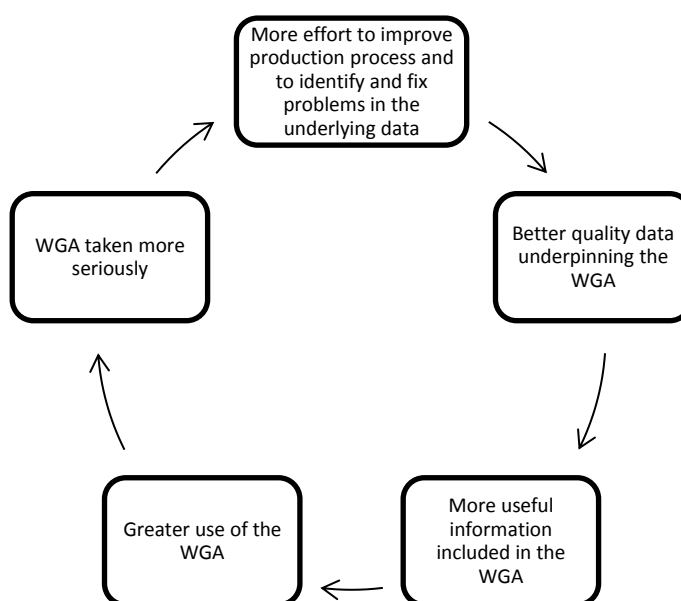 More effort to improve
production process and
to identify and fix
problems in the
underlying data
Better quality data
underpinning the
WGA
More useful
information
included in the
WGA
Greater use of the
WGA
WGA taken more
seriously